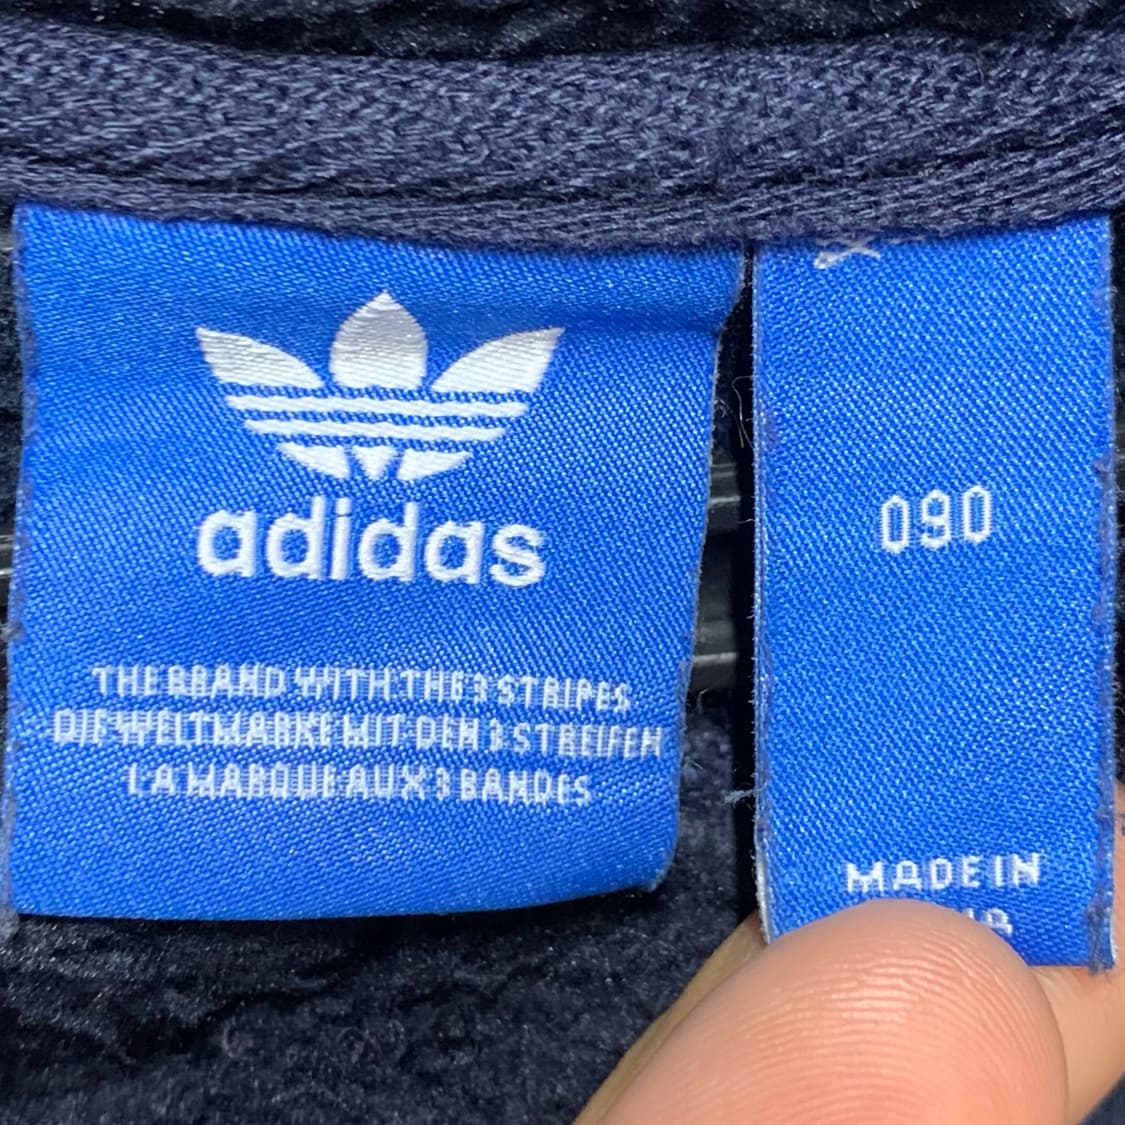 adidas
THE BRAND WITH THE 3 STRIPES
DIE WELTMARKE MIT DEN 3 STREIFEN
LA MARQUE AUX 3 BANDES
090
MADE IN